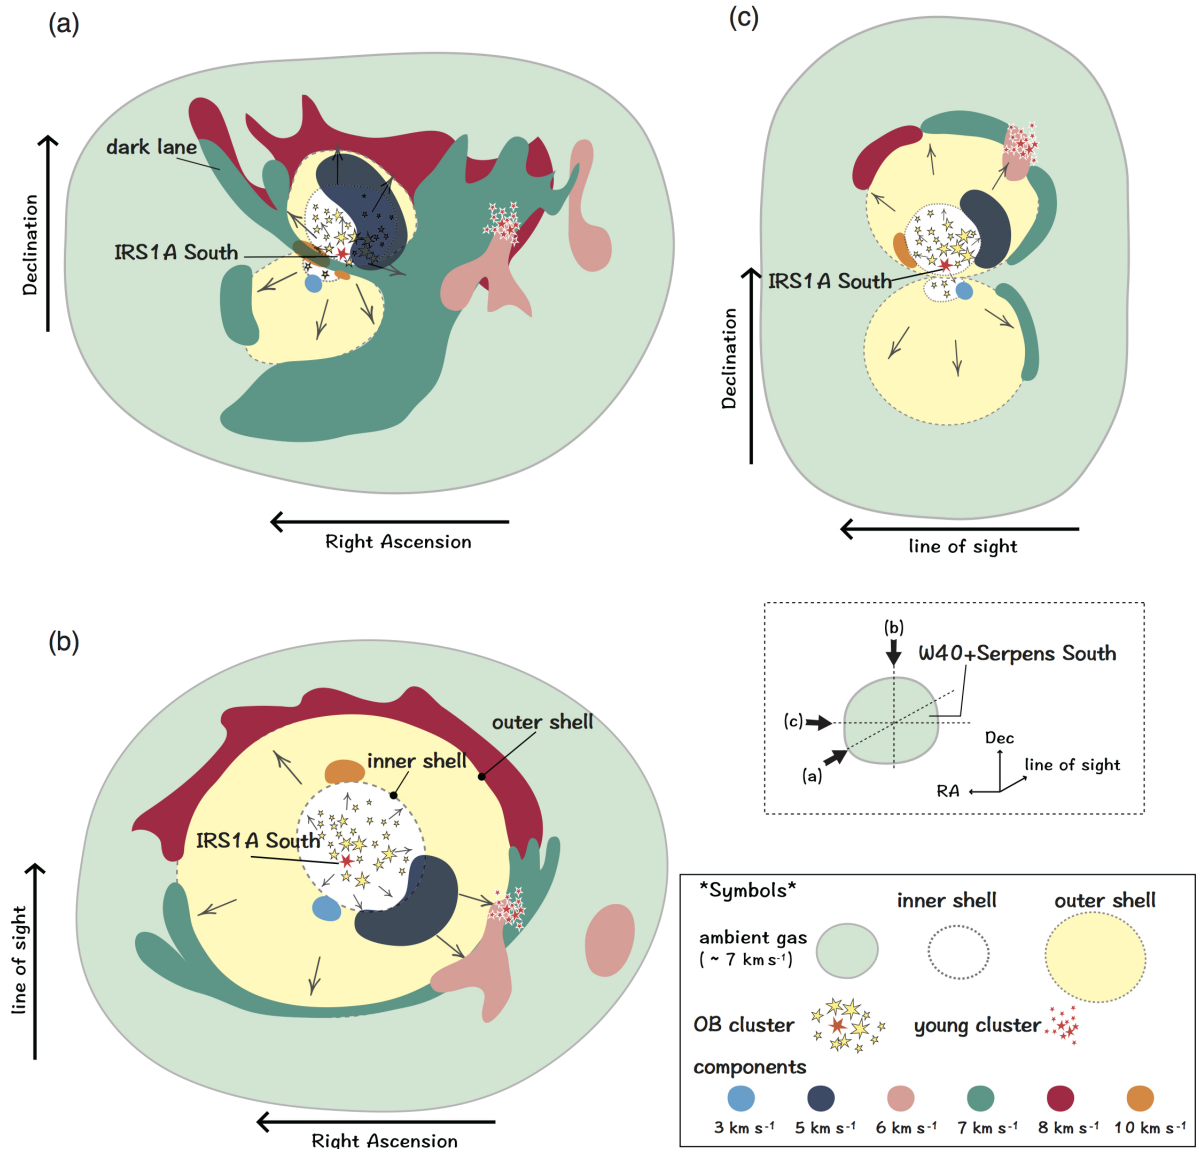 (a)
dark lane
IRS1A South
Declination
Right Ascension
(c)
IRS1A South
Declination
line of sight
(b)
outer shell
inner shell
IRS1A South
line of sight
Right Ascension
(b)
W40+Serpens South
(c)
(a)
Dec
line of sight
RA
*Symbols*
inner shell
outer shell
ambient gas
( ~ 7 km s⁻¹)
OB cluster
young cluster
components
3 km s⁻¹
5 km s⁻¹
6 km s⁻¹
7 km s⁻¹
8 km s⁻¹
10 km s⁻¹